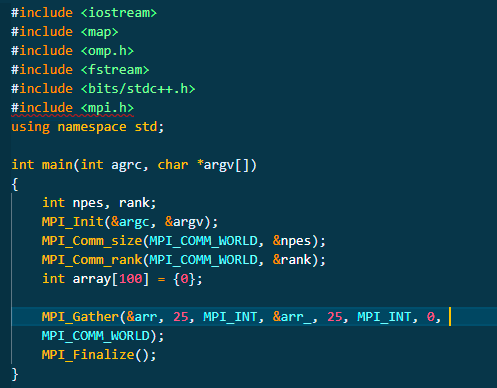 #include <iostream>
#include <map>
#include <omp.h>
#include <fstream>
#include <bits/stdc++.h>
#include <mpi.h>
using namespace std;
int main(int agrc, char *argv[])
{
int npes, rank;
MPI_Init(&argc, &argv);
MPI_Comm_size(MPI_COMM_WORLD, &npes);
MPI_Comm_rank(MPI_COMM_WORLD, &rank);
int array[100] = {0};
MPI_Gather(&arr, 25, MPI_INT, &arr_, 25, MPI_INT, 0,
MPI_COMM_WORLD);
MPI_Finalize();
}